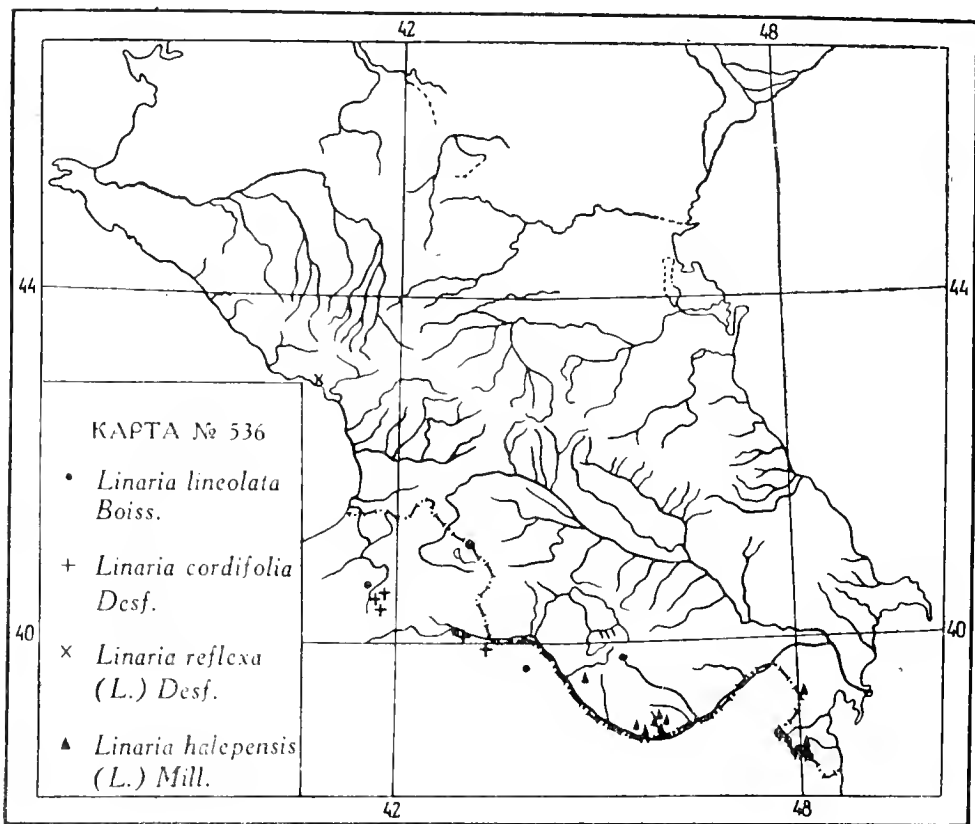 42 48
44 44
КАРТА № 536
• Linaria lineolata
Boiss.
+ Linaria cordifolia
Desf.
40 40
× Linaria reflexa
(L.) Desf.
▲ Linaria halepensis
(L.) Mill.
42 48